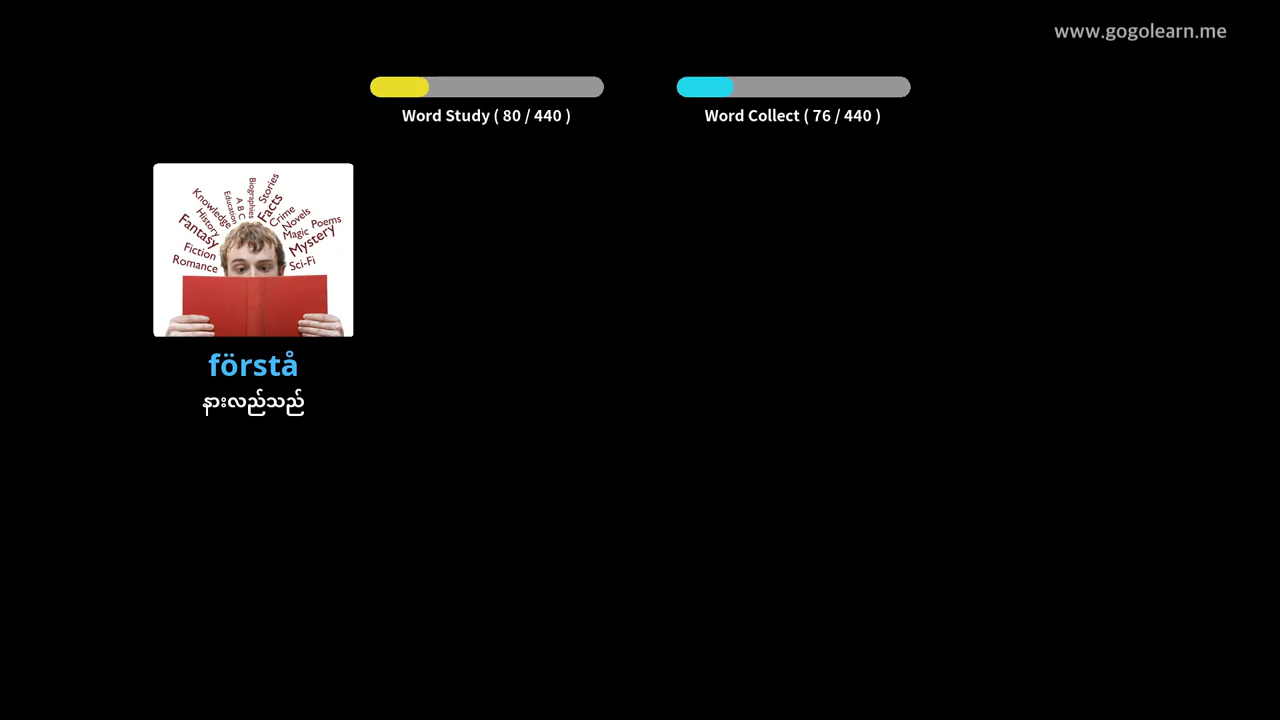 www.gogolearn.me
Word Study ( 80 / 440 )
Word Collect ( 76 / 440 )
Knowledge
History
Fantasy
Fiction
Romance
Education
A B C
Biographies
Stories
Facts
Crime
Novels
Magic
Poems
Mystery
Sci-Fi
förstå
နားလည်သည်